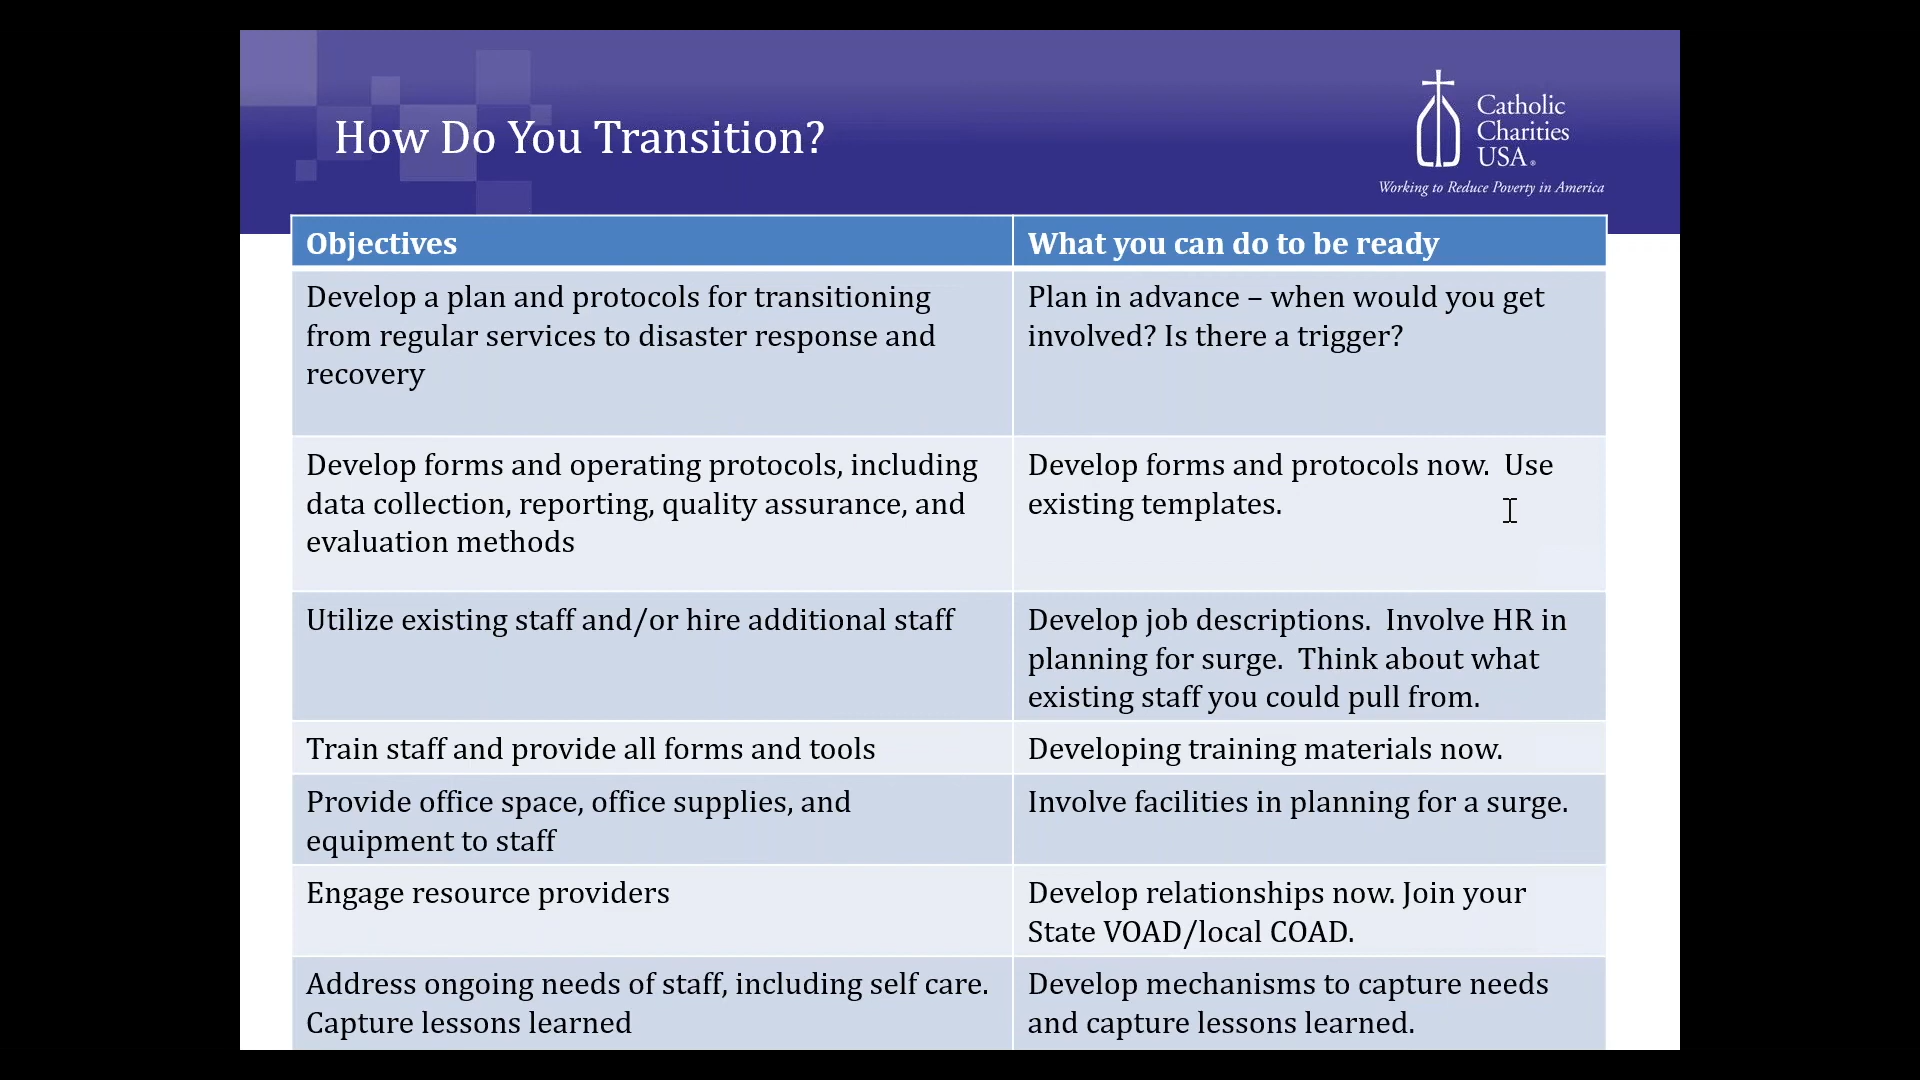 How Do You Transition?
Catholic
Charities
USA®
Working to Reduce Poverty in America
Objectives
What you can do to be ready
Develop a plan and protocols for transitioning
from regular services to disaster response and
recovery
Plan in advance – when would you get
involved? Is there a trigger?
Develop forms and operating protocols, including
data collection, reporting, quality assurance, and
evaluation methods
Develop forms and protocols now.  Use
existing templates.
Utilize existing staff and/or hire additional staff
Develop job descriptions.  Involve HR in
planning for surge.  Think about what
existing staff you could pull from.
Train staff and provide all forms and tools
Developing training materials now.
Provide office space, office supplies, and
equipment to staff
Involve facilities in planning for a surge.
Engage resource providers
Develop relationships now. Join your
State VOAD/local COAD.
Address ongoing needs of staff, including self care.
Capture lessons learned
Develop mechanisms to capture needs
and capture lessons learned.